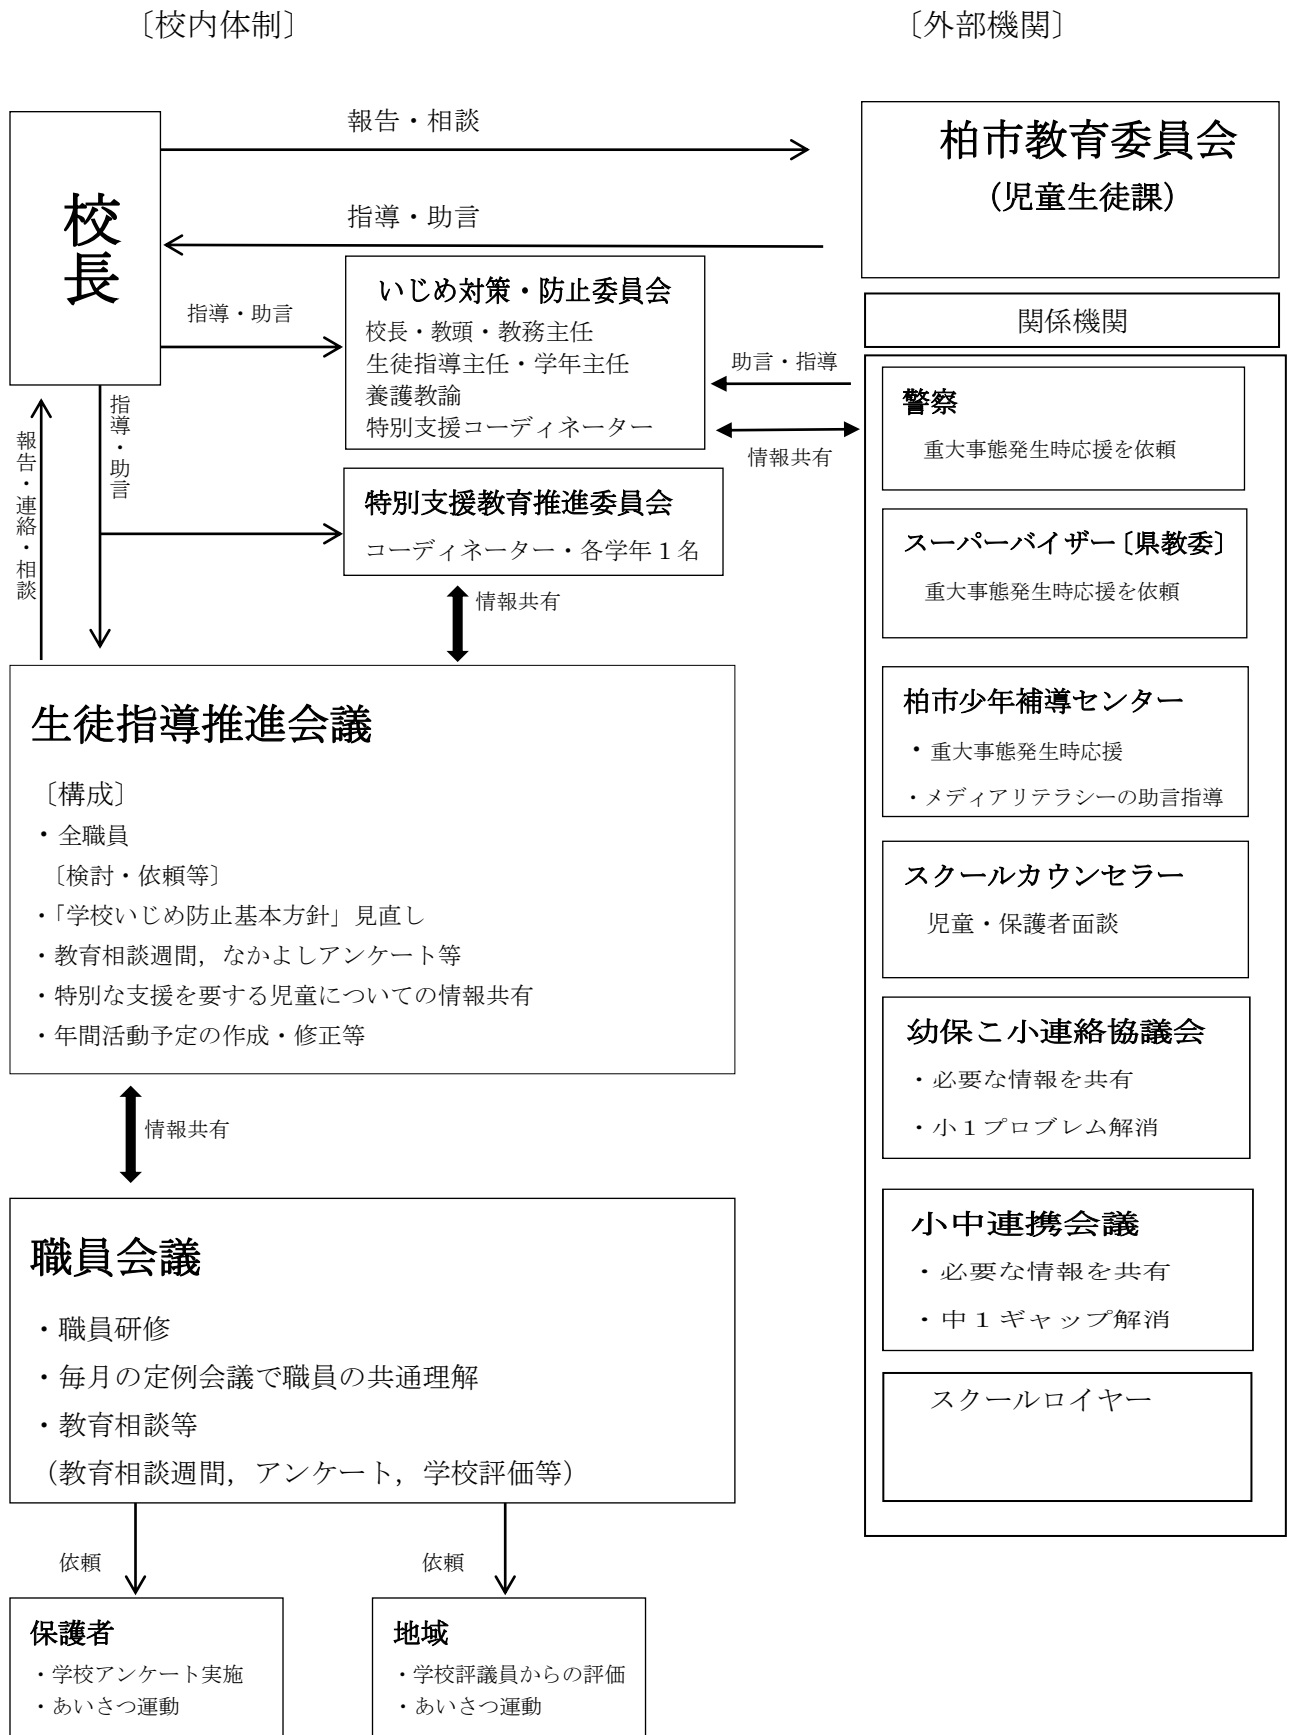 〔校内体制〕
〔外部機関〕
報告・相談
柏市教育委員会
（児童生徒課）
校長
指導・助言
いじめ対策・防止委員会
校長・教頭・教務主任
生徒指導主任・学年主任
養護教諭
特別支援コーディネーター
指導・助言
関係機関
助言・指導
情報共有
警察
重大事態発生時応援を依頼
指導・助言
報告・連絡・相談
特別支援教育推進委員会
コーディネーター・各学年１名
スーパーバイザー〔県教委〕
重大事態発生時応援を依頼
情報共有
生徒指導推進会議
〔構成〕
・全職員
〔検討・依頼等〕
・「学校いじめ防止基本方針」見直し
・教育相談週間，なかよしアンケート等
・特別な支援を要する児童についての情報共有
・年間活動予定の作成・修正等
柏市少年補導センター
・重大事態発生時応援
・メディアリテラシーの助言指導
スクールカウンセラー
児童・保護者面談
幼保こ小連絡協議会
・必要な情報を共有
・小１プロブレム解消
情報共有
職員会議
・職員研修
・毎月の定例会議で職員の共通理解
・教育相談等
（教育相談週間，アンケート，学校評価等）
小中連携会議
・必要な情報を共有
・中１ギャップ解消
スクールロイヤー
依頼
依頼
保護者
・学校アンケート実施
・あいさつ運動
地域
・学校評議員からの評価
・あいさつ運動